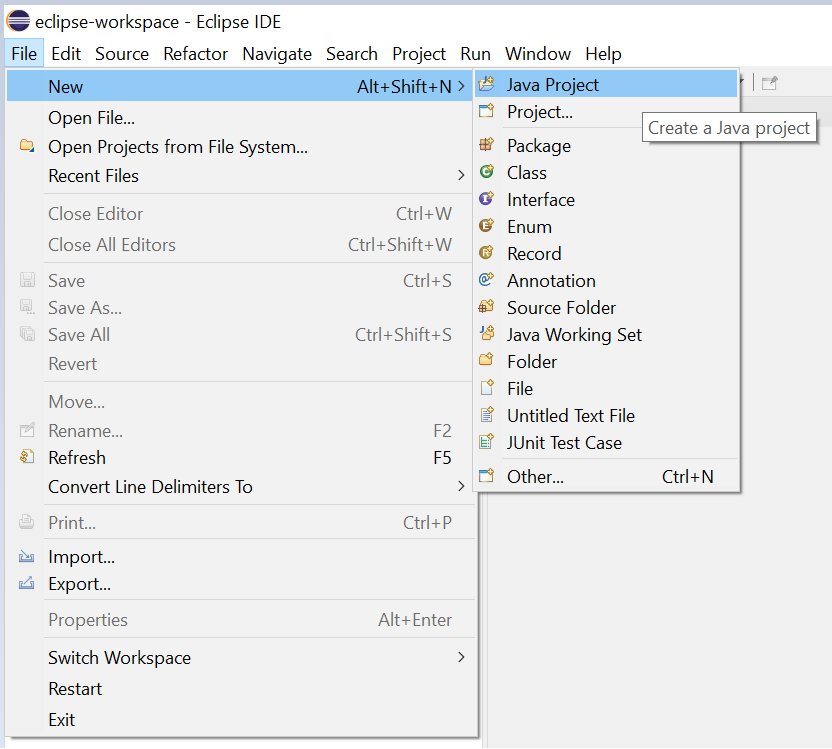 eclipse-workspace - Eclipse IDE
File Edit Source Refactor Navigate Search Project Run Window Help
New Alt+Shift+N
Open File...
Open Projects from File System...
Recent Files
Close Editor Ctrl+W
Close All Editors Ctrl+Shift+W
Save Ctrl+S
Save As...
Save All Ctrl+Shift+S
Revert
Move...
Rename... F2
Refresh F5
Convert Line Delimiters To
Print... Ctrl+P
Import...
Export...
Properties Alt+Enter
Switch Workspace
Restart
Exit
Java Project
Project...
Create a Java project
Package
Class
Interface
Enum
Record
Annotation
Source Folder
Java Working Set
Folder
File
Untitled Text File
JUnit Test Case
Other... Ctrl+N